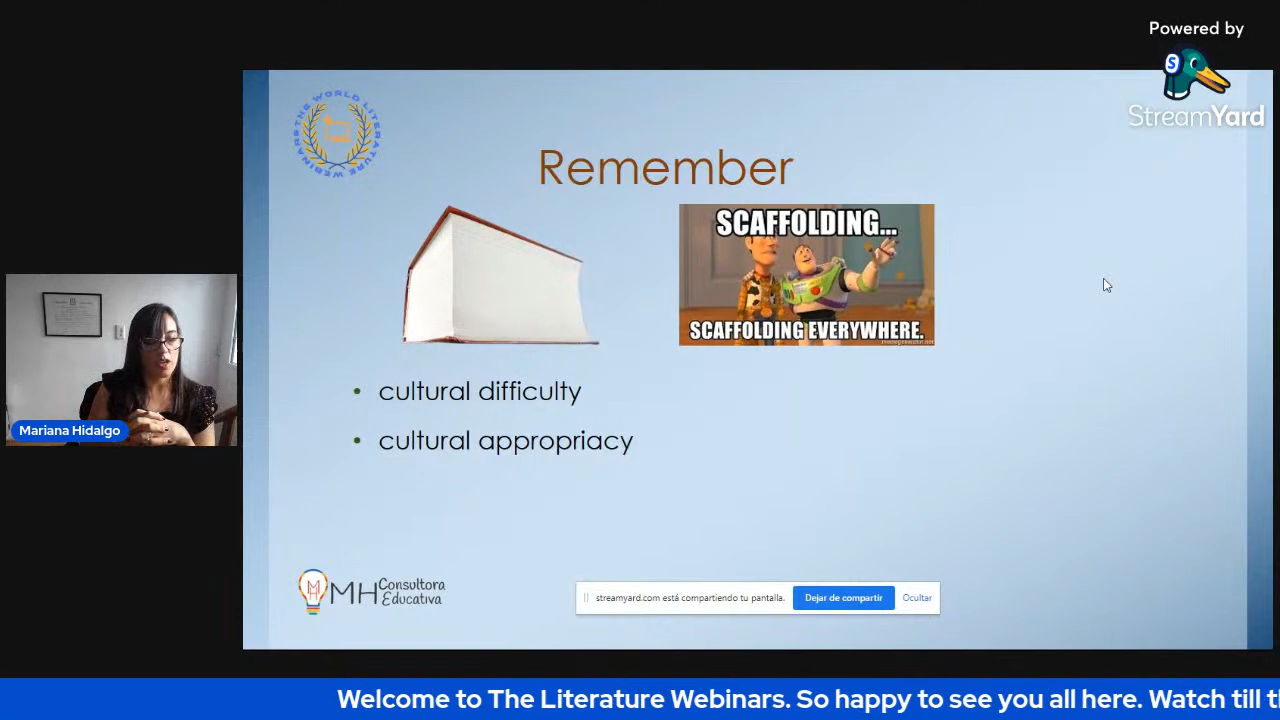 Powered by
StreamYard
THE WORLD LITERATURE WEBINARS
Remember
SCAFFOLDING...
SCAFFOLDING EVERYWHERE.
• cultural difficulty
Mariana Hidalgo
• cultural appropriacy
MH Consultora
Educativa
streamyard.com está compartiendo tu pantalla. Dejar de compartir Ocultar
Welcome to The Literature Webinars. So happy to see you all here. Watch till